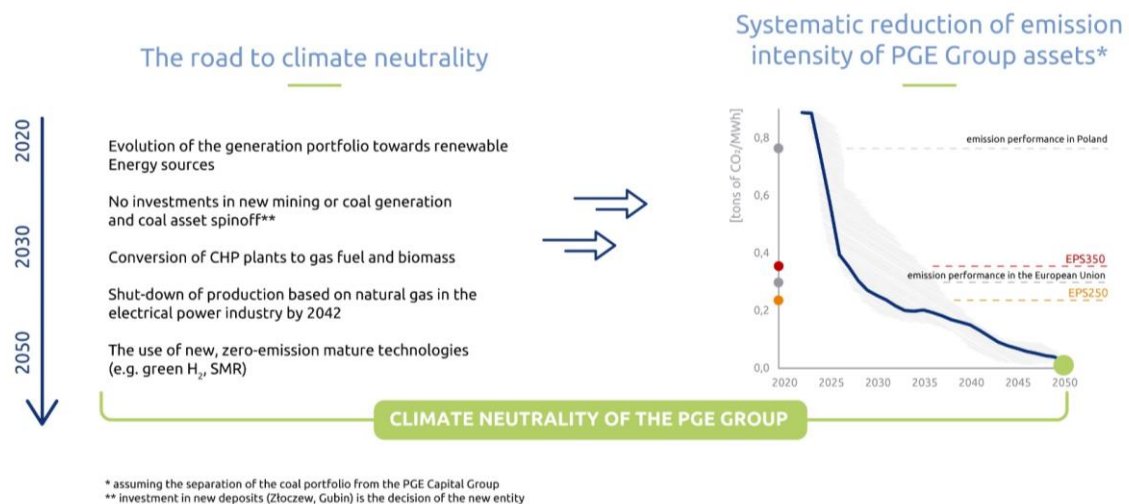 The road to climate neutrality
2020
2030
2050
Evolution of the generation portfolio towards renewable
Energy sources
No investments in new mining or coal generation
and coal asset spinoff**
Conversion of CHP plants to gas fuel and biomass
Shut-down of production based on natural gas in the
electrical power industry by 2042
The use of new, zero-emission mature technologies
(e.g. green H₂, SMR)
Systematic reduction of emission
intensity of PGE Group assets*
[tons of CO₂/MWh]
0,8
0,6
0,4
0,2
0,0
emission performance in Poland
EPS350
emission performance in the European Union
EPS250
2020 2025 2030 2035 2040 2045 2050
CLIMATE NEUTRALITY OF THE PGE GROUP
* assuming the separation of the coal portfolio from the PGE Capital Group
** investment in new deposits (Złoczew, Gubin) is the decision of the new entity